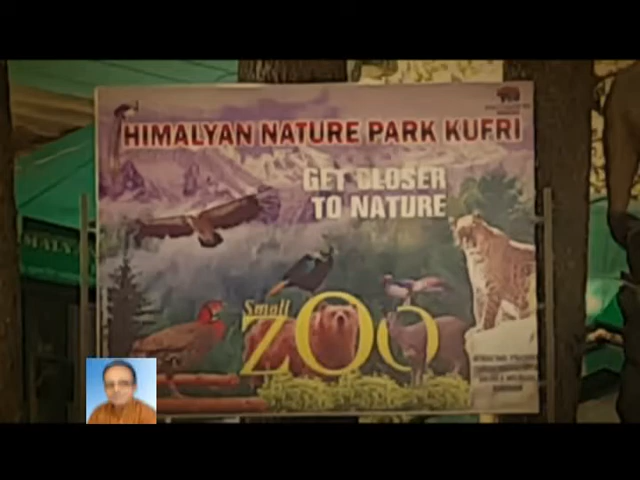 HIMALYAN NATURE PARK KUFRI
GET CLOSER
TO NATURE
Small
ZOO